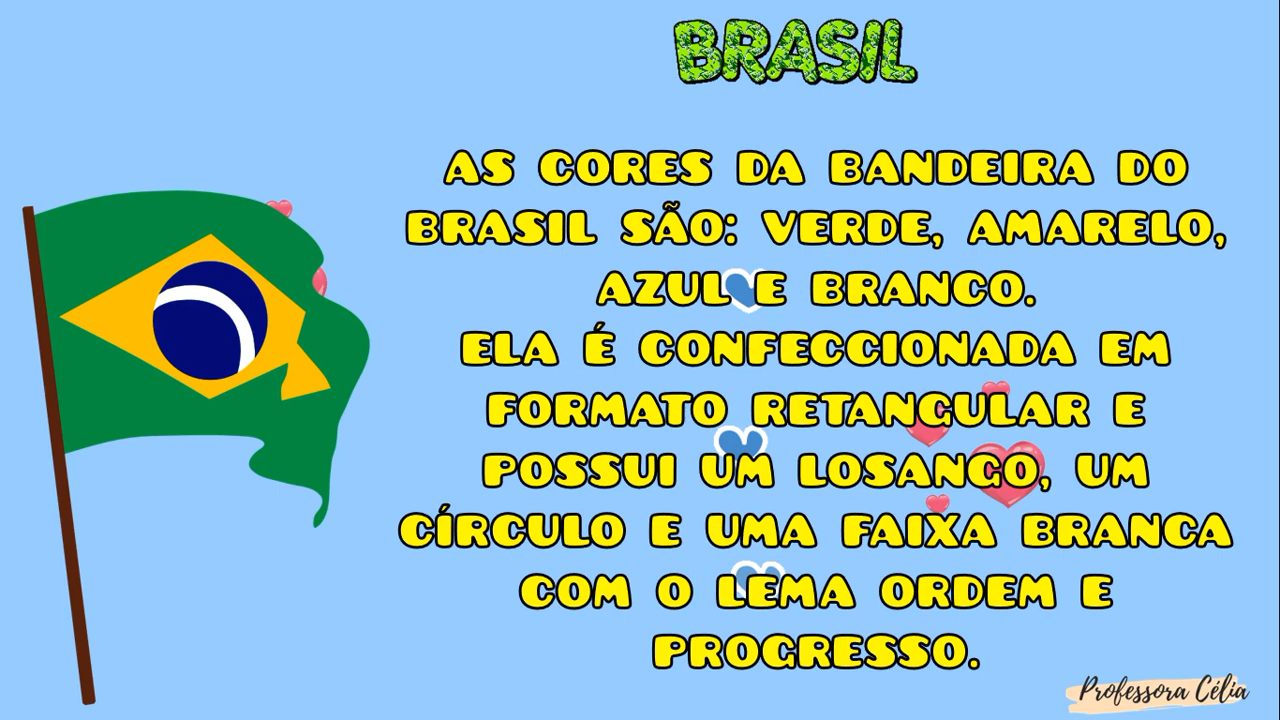 BRASIL
AS CORES DA BANDEIRA DO
BRASIL SÃO: VERDE, AMARELO,
AZUL E BRANCO.
ELA É CONFECCIONADA EM
FORMATO RETANGULAR E
POSSUI UM LOSANGO, UM
CÍRCULO E UMA FAIXA BRANCA
COM O LEMA ORDEM E
PROGRESSO.
Professora Célia